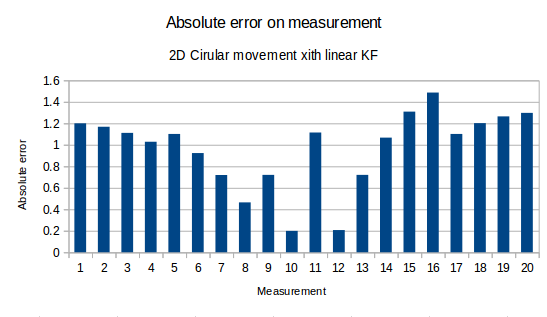 Absolute error on measurement
2D Cirular movement xith linear KF
Absolute error
1.6
1.4
1.2
1
0.8
0.6
0.4
0.2
0
1 2 3 4 5 6 7 8 9 10 11 12 13 14 15 16 17 18 19 20
Measurement